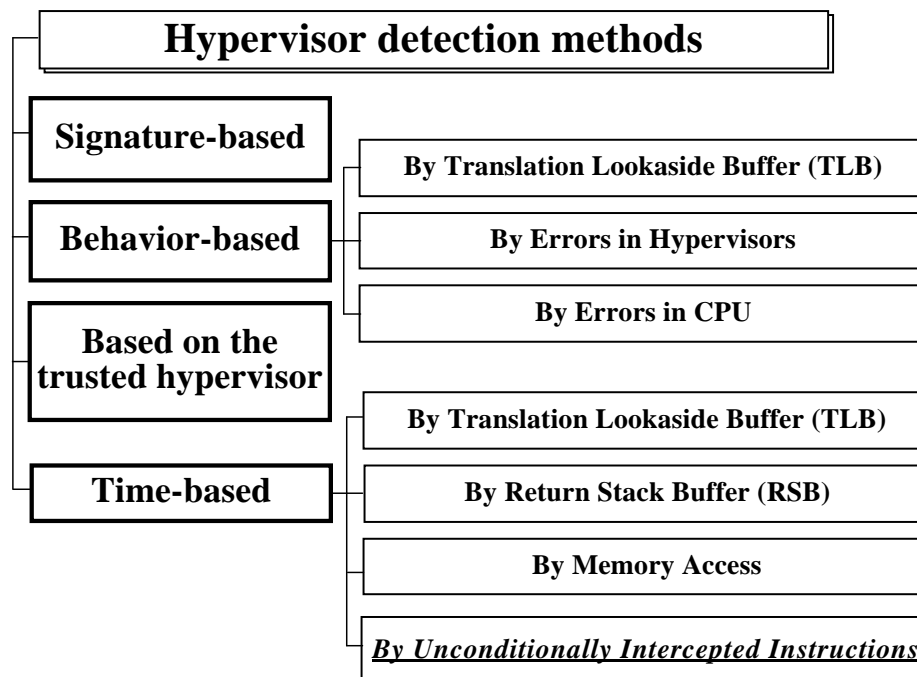 Hypervisor detection methods
Signature-based
By Translation Lookaside Buffer (TLB)
Behavior-based
By Errors in Hypervisors
By Errors in CPU
Based on the
trusted hypervisor
By Translation Lookaside Buffer (TLB)
Time-based
By Return Stack Buffer (RSB)
By Memory Access
By Unconditionally Intercepted Instructions